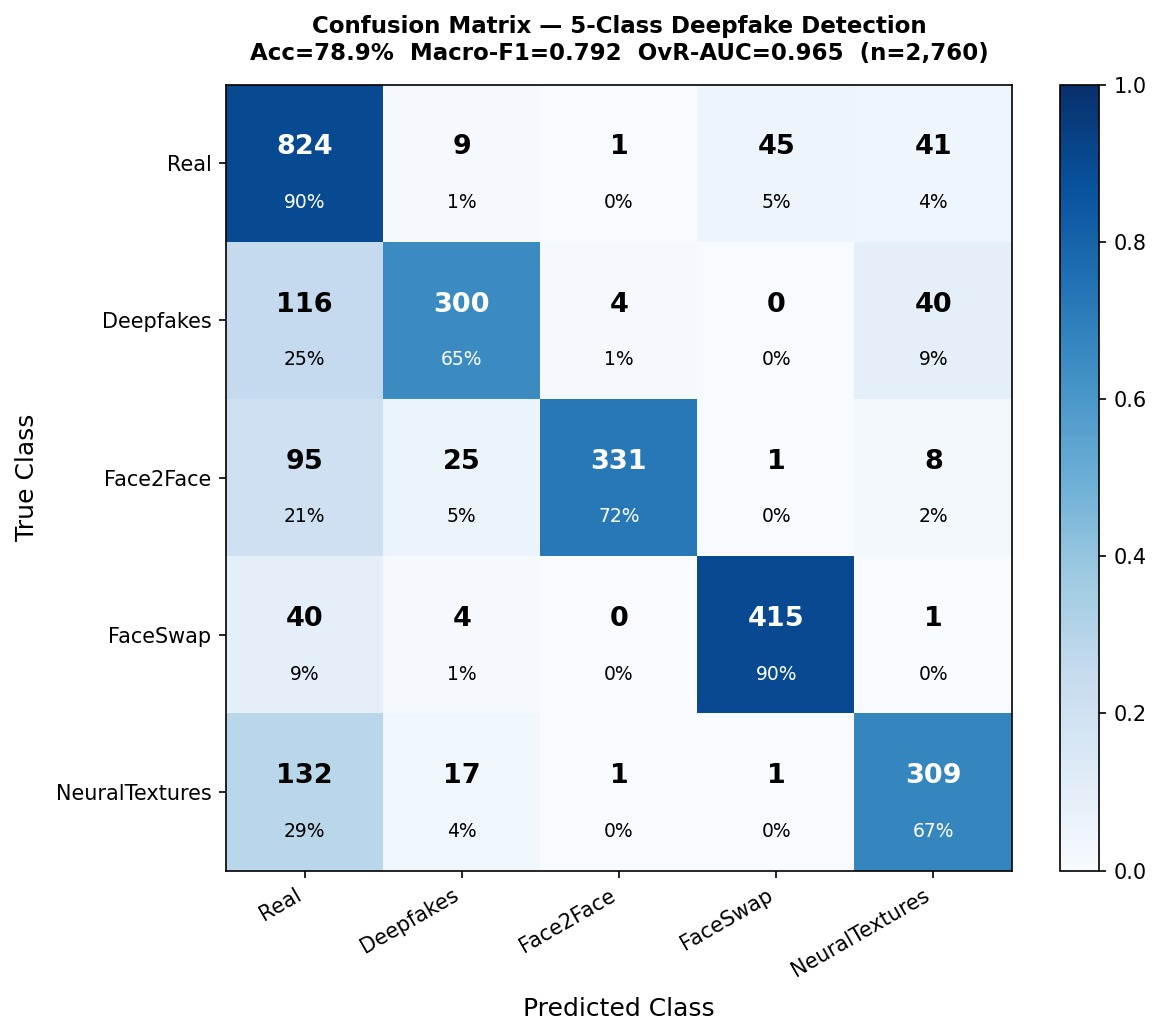 Confusion Matrix — 5-Class Deepfake Detection
Acc=78.9%  Macro-F1=0.792  OvR-AUC=0.965  (n=2,760)
1.0
Real
824 9 1 45 41
90% 1% 0% 5% 4%
0.8
Deepfakes
116 300 4 0 40
25% 65% 1% 0% 9%
0.6
True Class
Face2Face
95 25 331 1 8
21% 5% 72% 0% 2%
0.4
FaceSwap
40 4 0 415 1
9% 1% 0% 90% 0%
0.2
NeuralTextures
132 17 1 1 309
29% 4% 0% 0% 67%
0.0
Real Deepfakes Face2Face FaceSwap NeuralTextures
Predicted Class